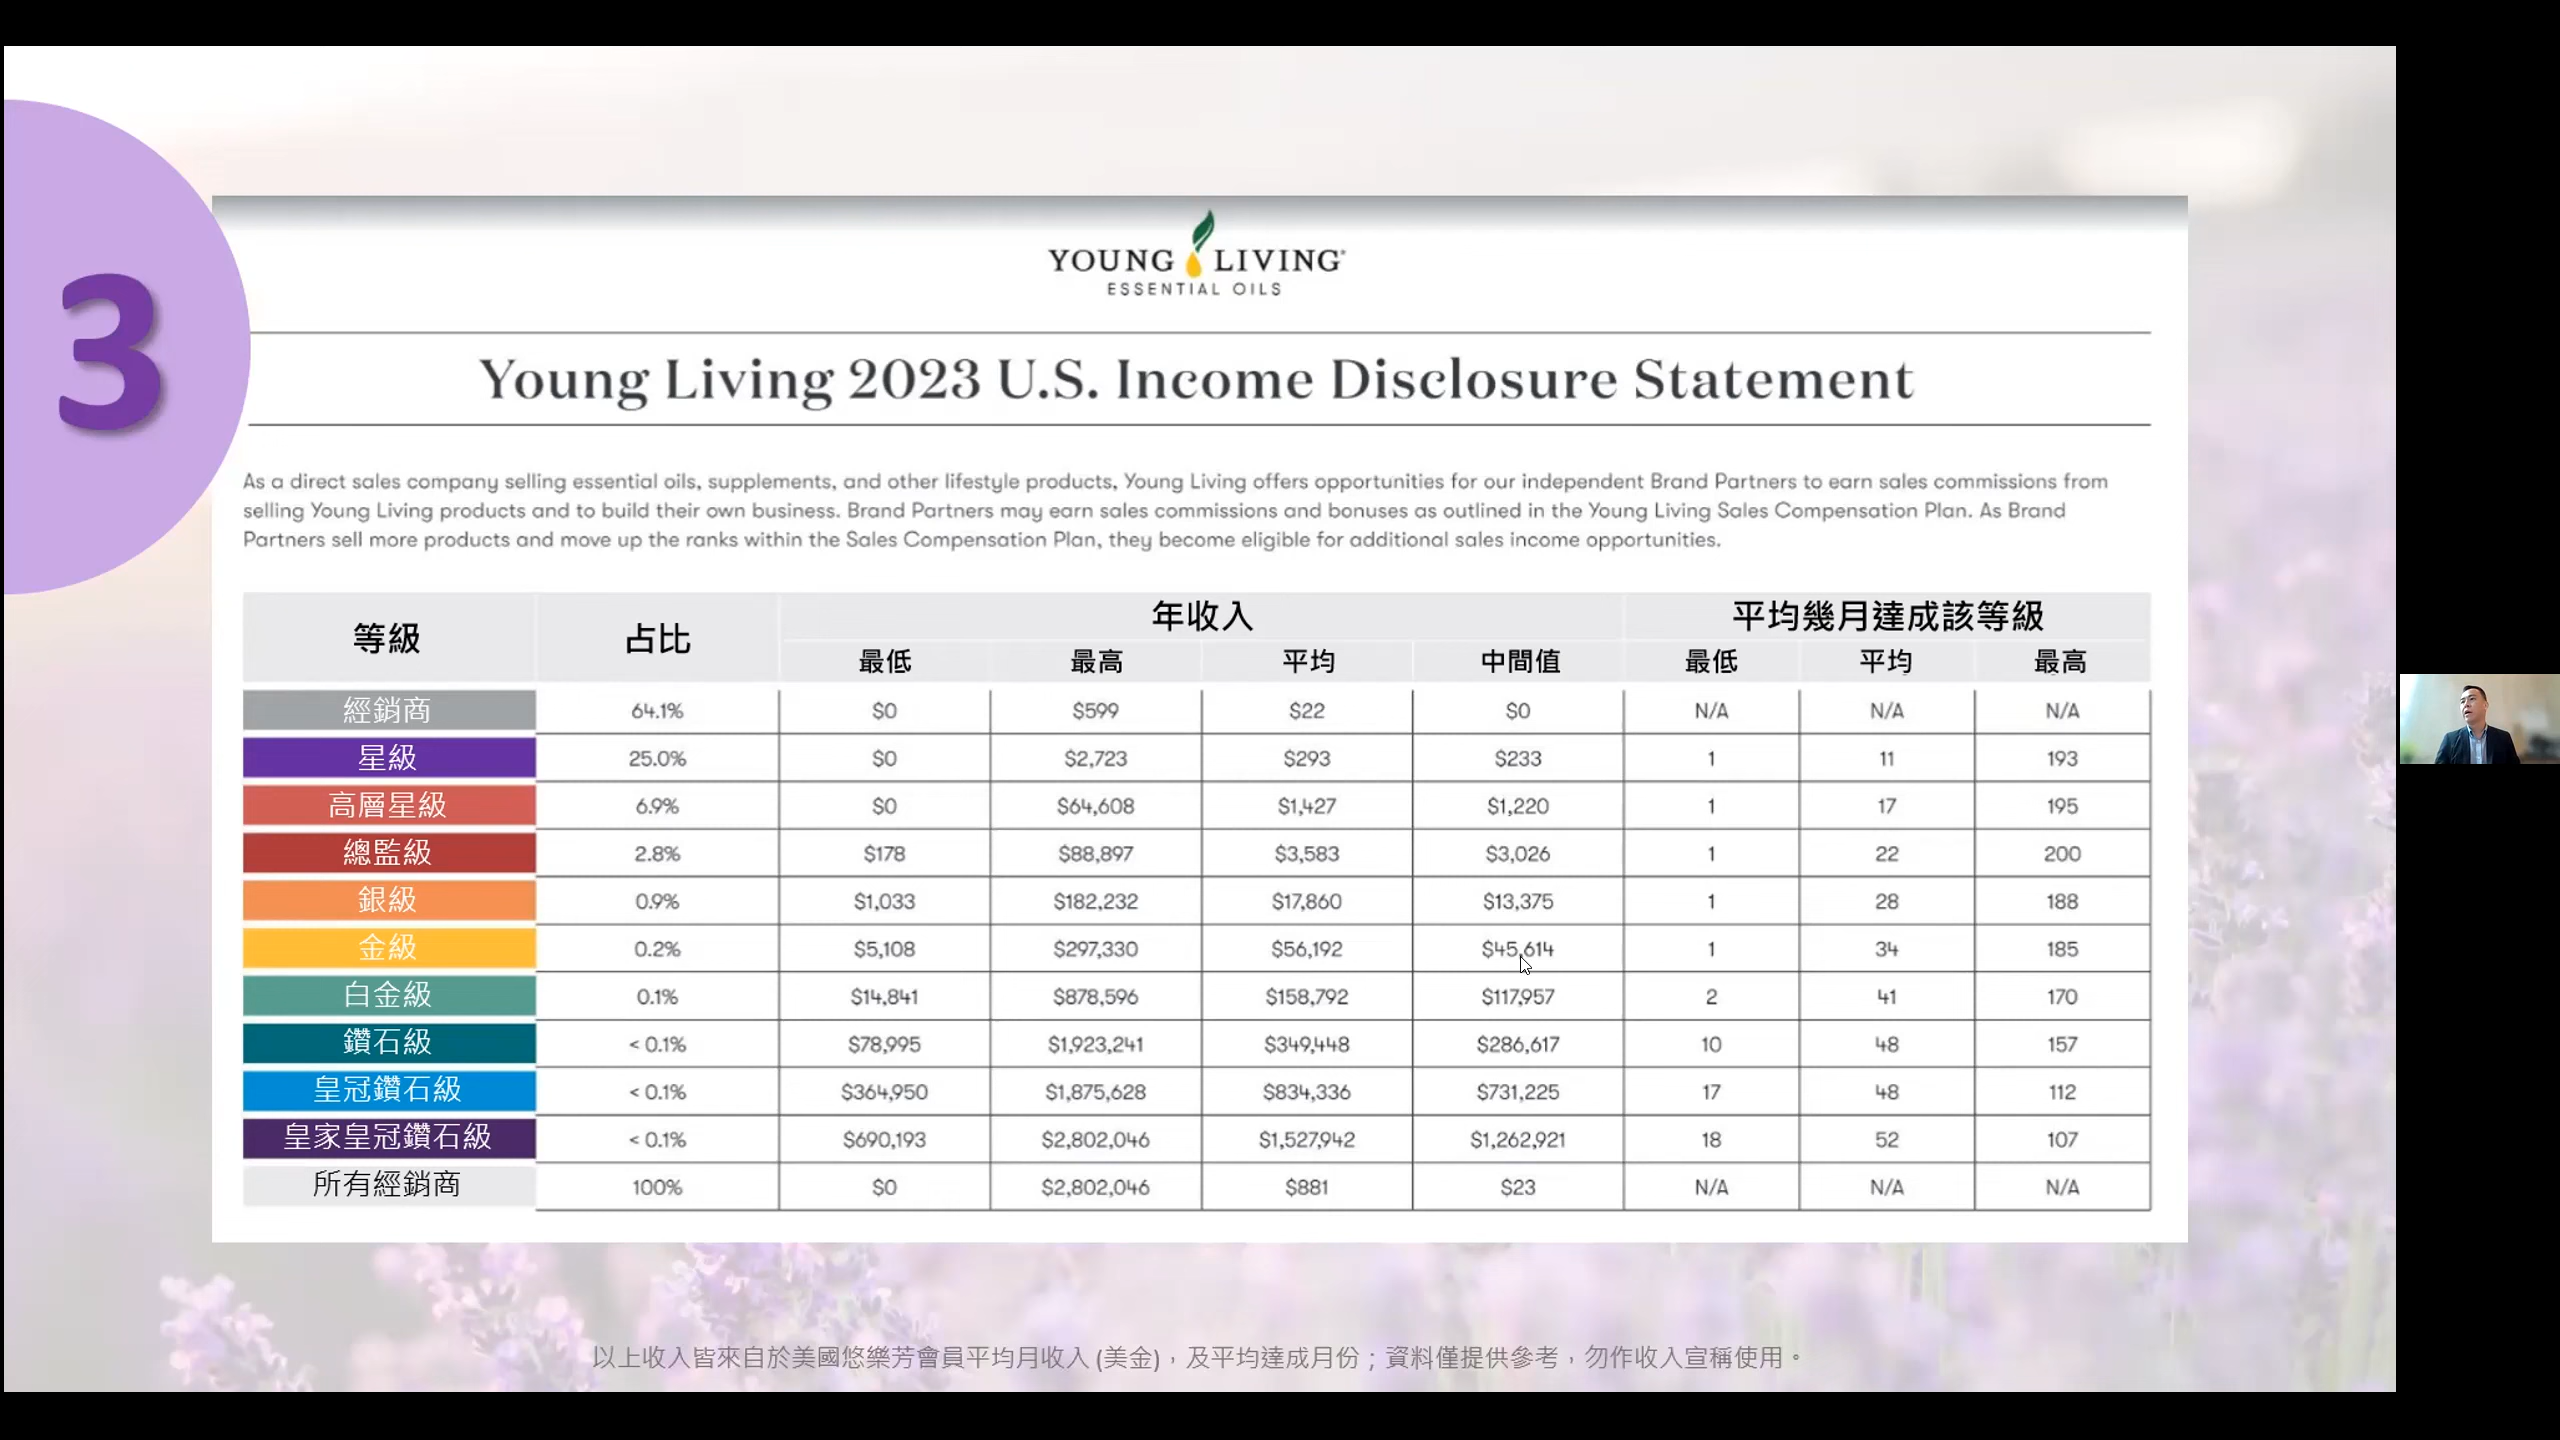 3
YOUNG LIVING
ESSENTIAL OILS
Young Living 2023 U.S. Income Disclosure Statement
As a direct sales company selling essential oils, supplements, and other lifestyle products, Young Living offers opportunities for our independent Brand Partners to earn sales commissions from
selling Young Living products and to build their own business. Brand Partners may earn sales commissions and bonuses as outlined in the Young Living Sales Compensation Plan. As Brand
Partners sell more products and move up the ranks within the Sales Compensation Plan, they become eligible for additional sales income opportunities.
等級 占比 年收入 平均幾月達成該等級
最低 最高 平均 中間值 最低 平均 最高
經銷商 64.1% $0 $599 $22 $0 N/A N/A N/A
星級 25.0% $0 $2,723 $293 $233 1 11 193
高層星級 6.9% $0 $64,608 $1,427 $1,220 1 17 195
總監級 2.8% $178 $88,897 $3,583 $3,026 1 22 200
銀級 0.9% $1,033 $182,232 $17,860 $13,375 1 28 188
金級 0.2% $5,108 $297,330 $56,192 $45,614 1 34 185
白金級 0.1% $14,841 $878,596 $158,792 $117,957 2 41 170
鑽石級 < 0.1% $78,995 $1,923,241 $349,448 $286,617 10 48 157
皇冠鑽石級 < 0.1% $364,950 $1,875,628 $834,336 $731,225 17 48 112
皇家皇冠鑽石級 < 0.1% $690,193 $2,802,046 $1,527,942 $1,262,921 18 52 107
所有經銷商 100% $0 $2,802,046 $881 $23 N/A N/A N/A
以上收入皆來自於美國悠樂芳會員平均月收入 (美金)，及平均達成月份；資料僅提供參考，勿作收入宣稱使用。